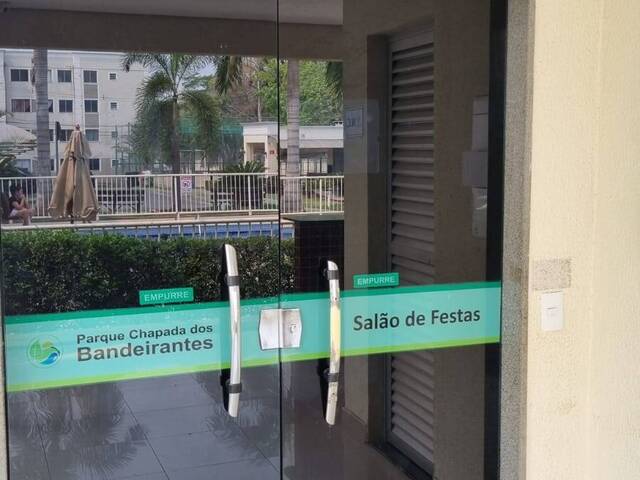 EMPURRE
EMPURRE
Parque Chapada dos
Bandeirantes
Salão de Festas